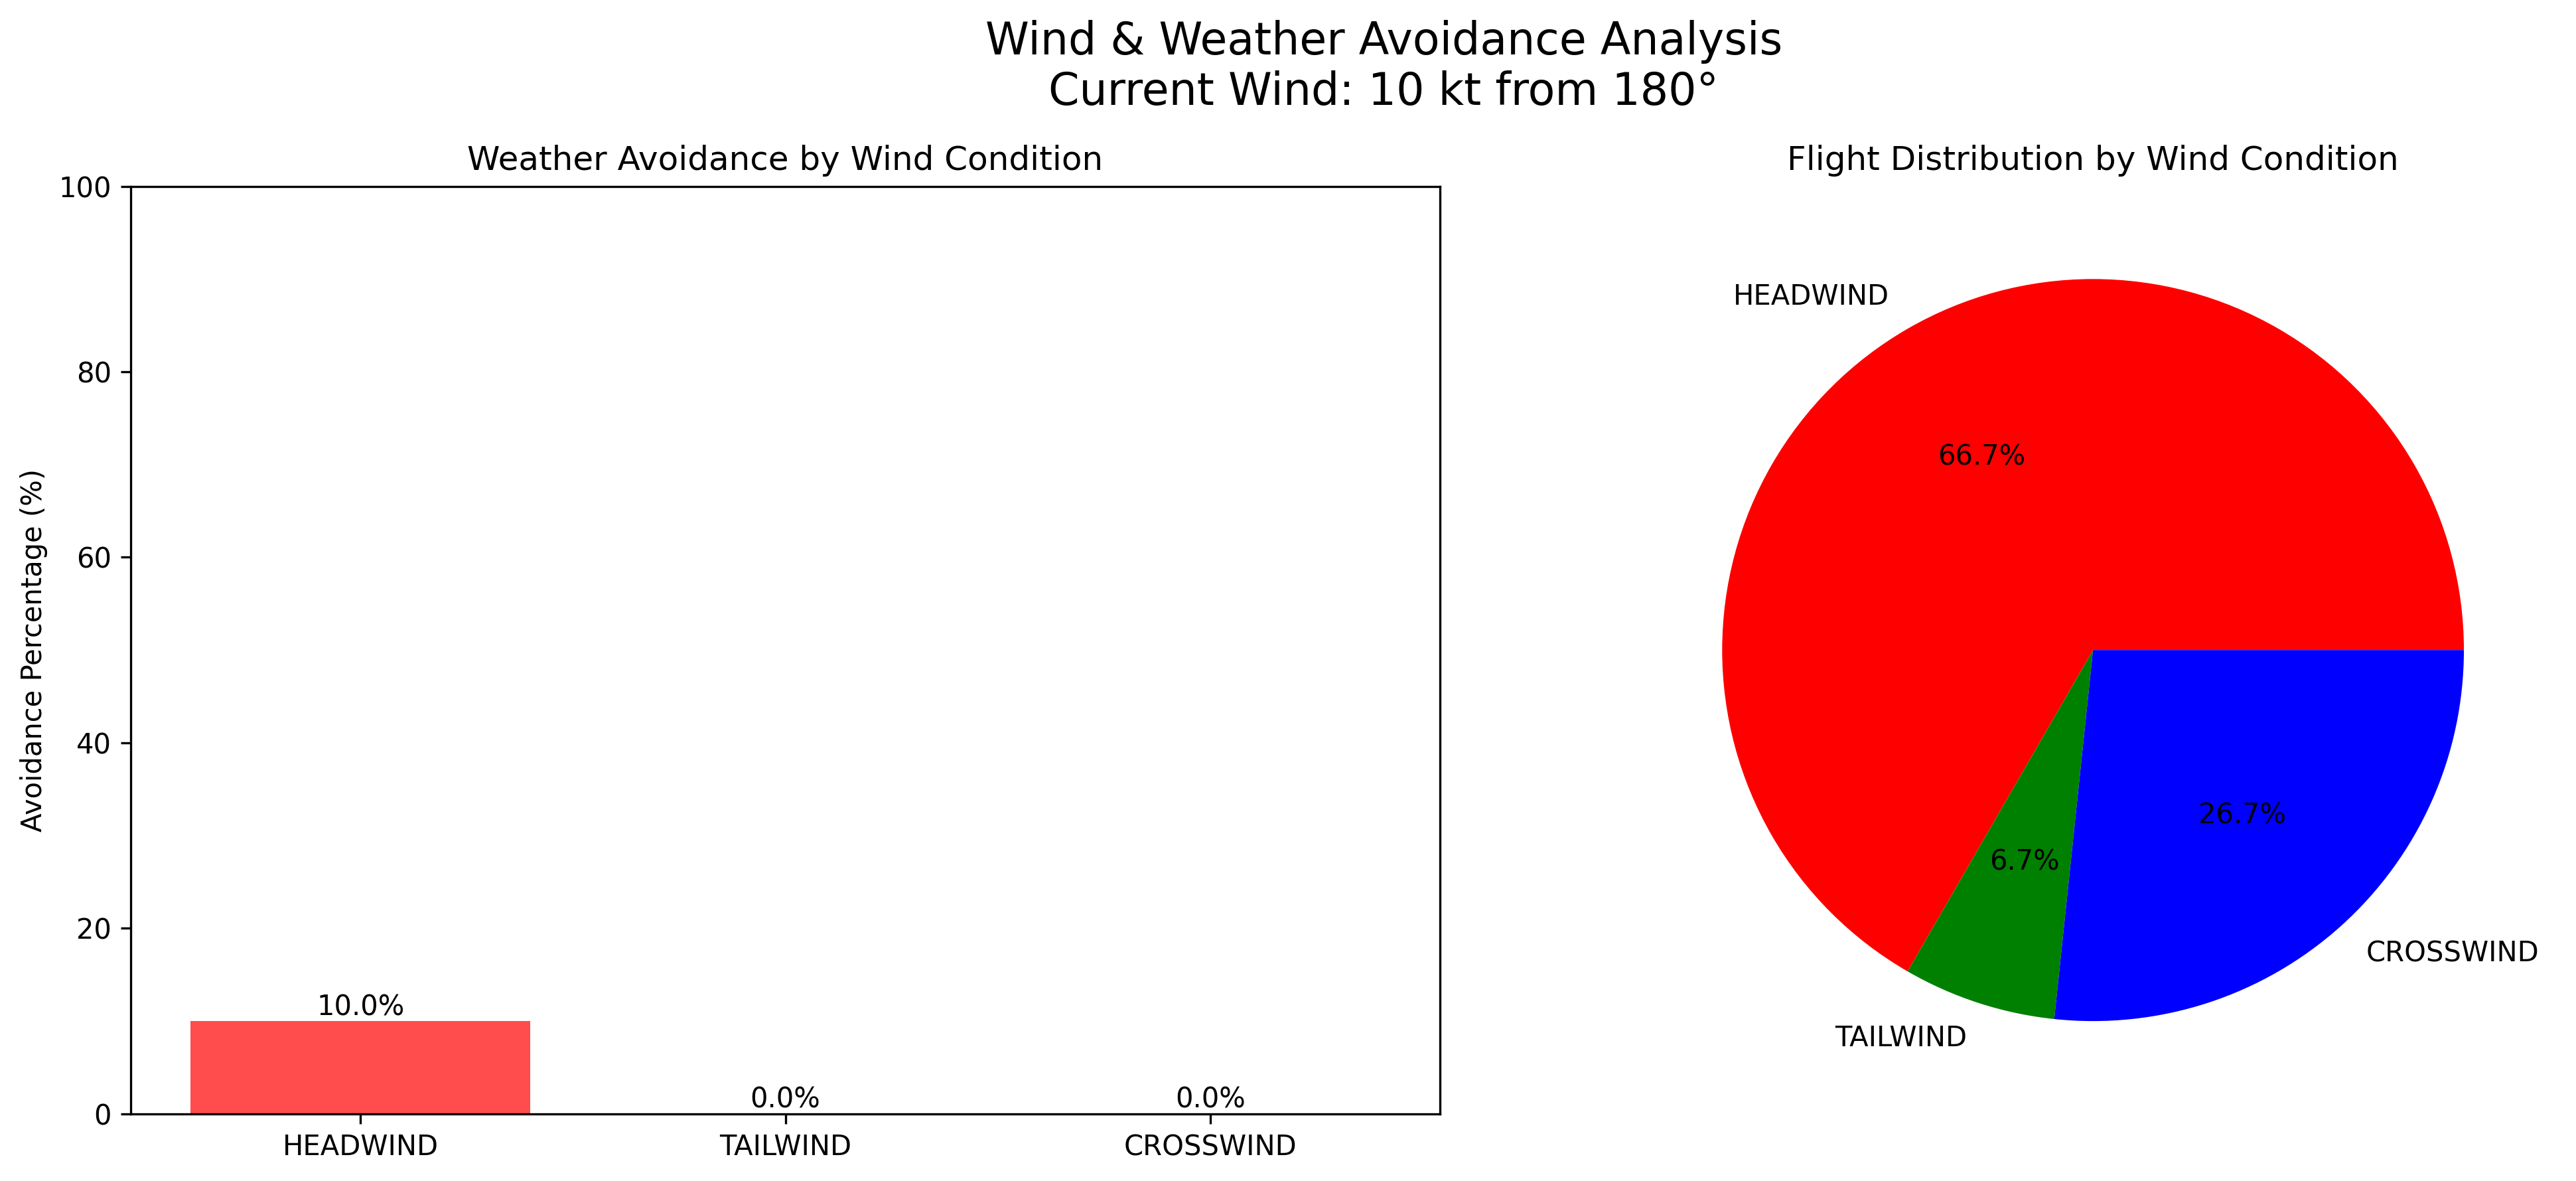 Wind & Weather Avoidance Analysis
Current Wind: 10 kt from 180°
Weather Avoidance by Wind Condition
100
80
60
40
20
0
Avoidance Percentage (%)
10.0%
0.0%
0.0%
HEADWIND
TAILWIND
CROSSWIND
Flight Distribution by Wind Condition
HEADWIND
66.7%
26.7%
6.7%
CROSSWIND
TAILWIND